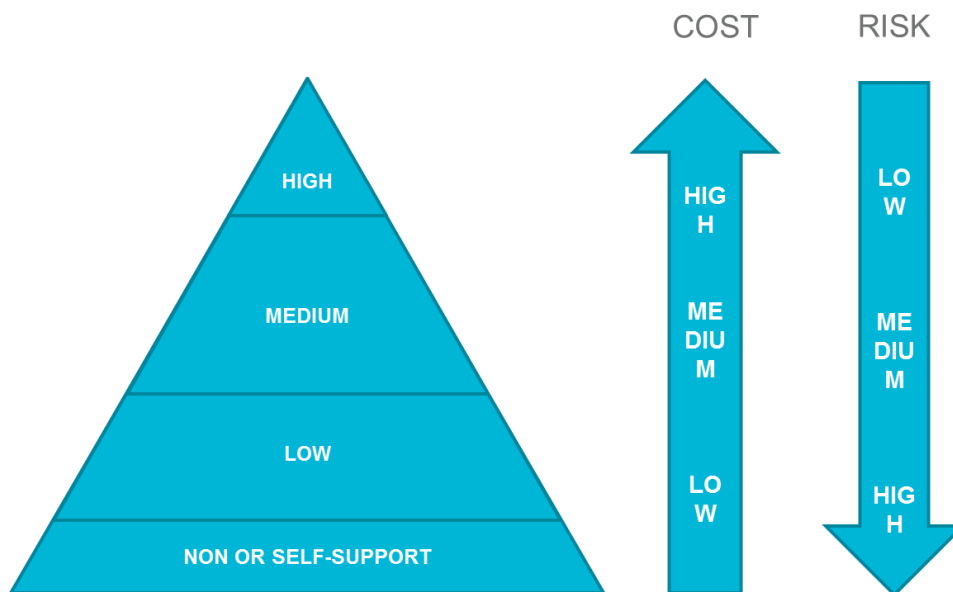 COST
RISK
HIGH
MEDIUM
LOW
NON OR SELF-SUPPORT
HIG
H
ME
DIU
M
LO
W
LO
W
ME
DIU
M
HIG
H